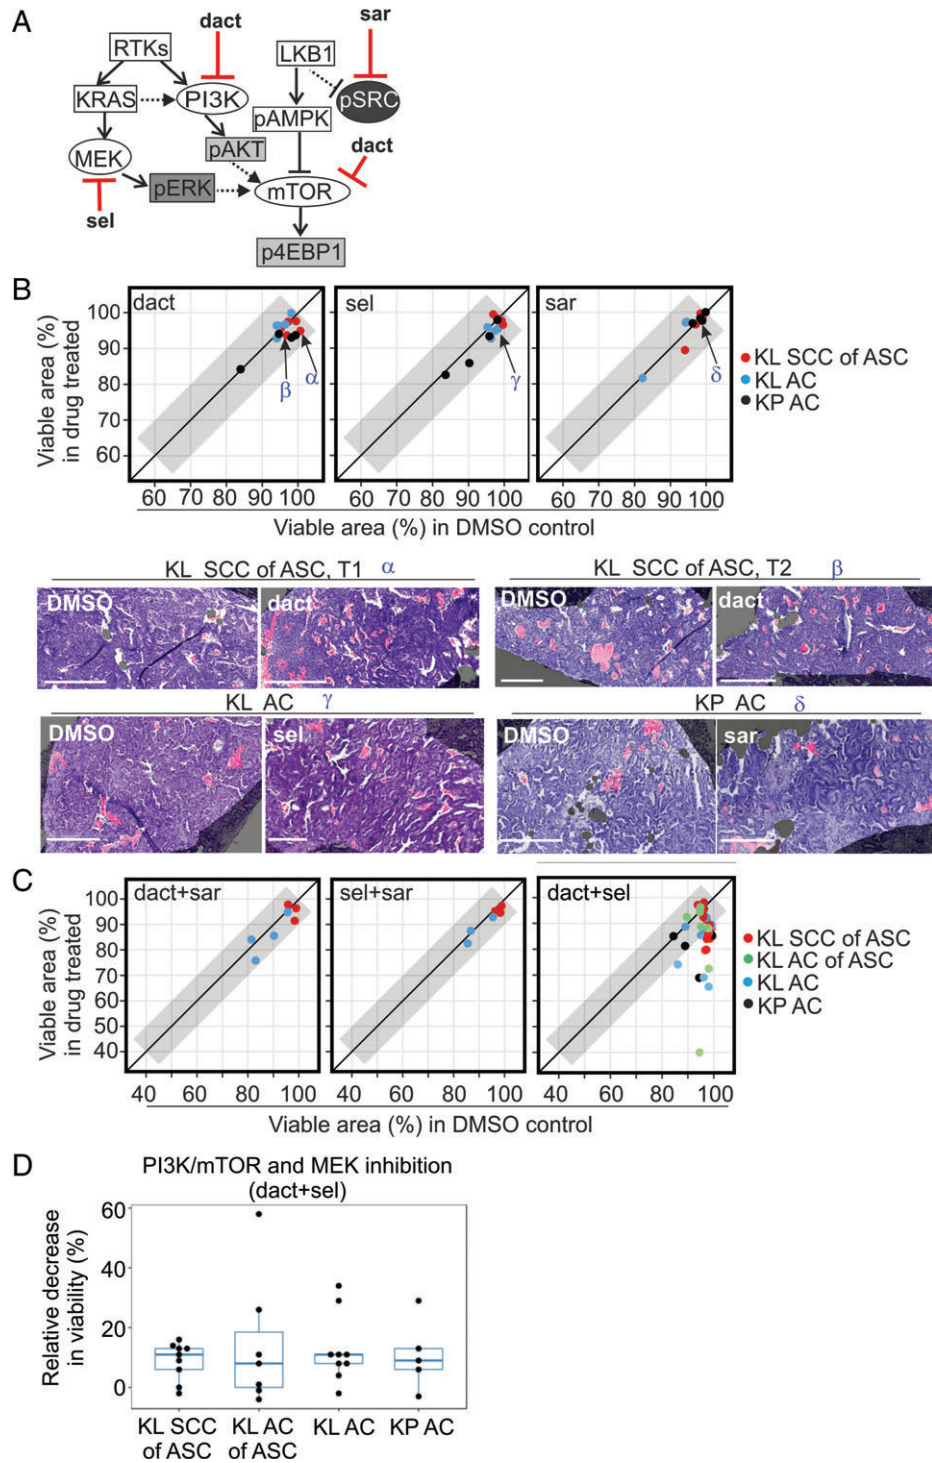 A
dact
sar
RTKs
LKB1
KRAS
PI3K
pSRC
pAMPK
pAKT
dact
MEK
pERK
mTOR
sel
p4EBP1
B
Viable area (%)
in drug treated
100
90
80
70
60
dact
β
α
sel
γ
sar
δ
KL SCC of ASC
KL AC
KP AC
60 70 80 90 100
60 70 80 90 100
60 70 80 90 100
Viable area (%) in DMSO control
KL SCC of ASC, T1 α
DMSO
dact
KL SCC of ASC, T2 β
DMSO
dact
KL AC γ
DMSO
sel
KP AC δ
DMSO
sar
C
Viable area (%)
in drug treated
100
90
80
70
60
50
40
dact+sar
sel+sar
dact+sel
KL SCC of ASC
KL AC of ASC
KL AC
KP AC
40 60 80 100
40 60 80 100
40 60 80 100
Viable area (%) in DMSO control
D
PI3K/mTOR and MEK inhibition
(dact+sel)
Relative decrease
in viability (%)
60
40
20
0
KL SCC
of ASC
KL AC
of ASC
KL AC
KP AC